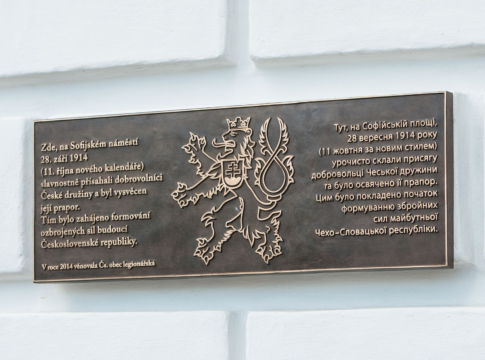 Zde, na Sofijském náměstí
28. září 1914
(11. října nového kalendáře)
slavnostně přísahali dobrovolníci
České družiny a byl vysvěcen
její prapor.
Tím bylo zahájeno formování
ozbrojených sil budoucí
Československé republiky.
V roce 2014 věnovala Čs. obec legionářská
Тут, на Софійській площі,
28 вересня 1914 року
(11 жовтня за новим стилем)
урочисто склали присягу
добровольці Чеської дружини
та було освячено її прапор.
Цим було покладено початок
формуванню збройних
сил майбутньої
Чехо-Словацької республіки.